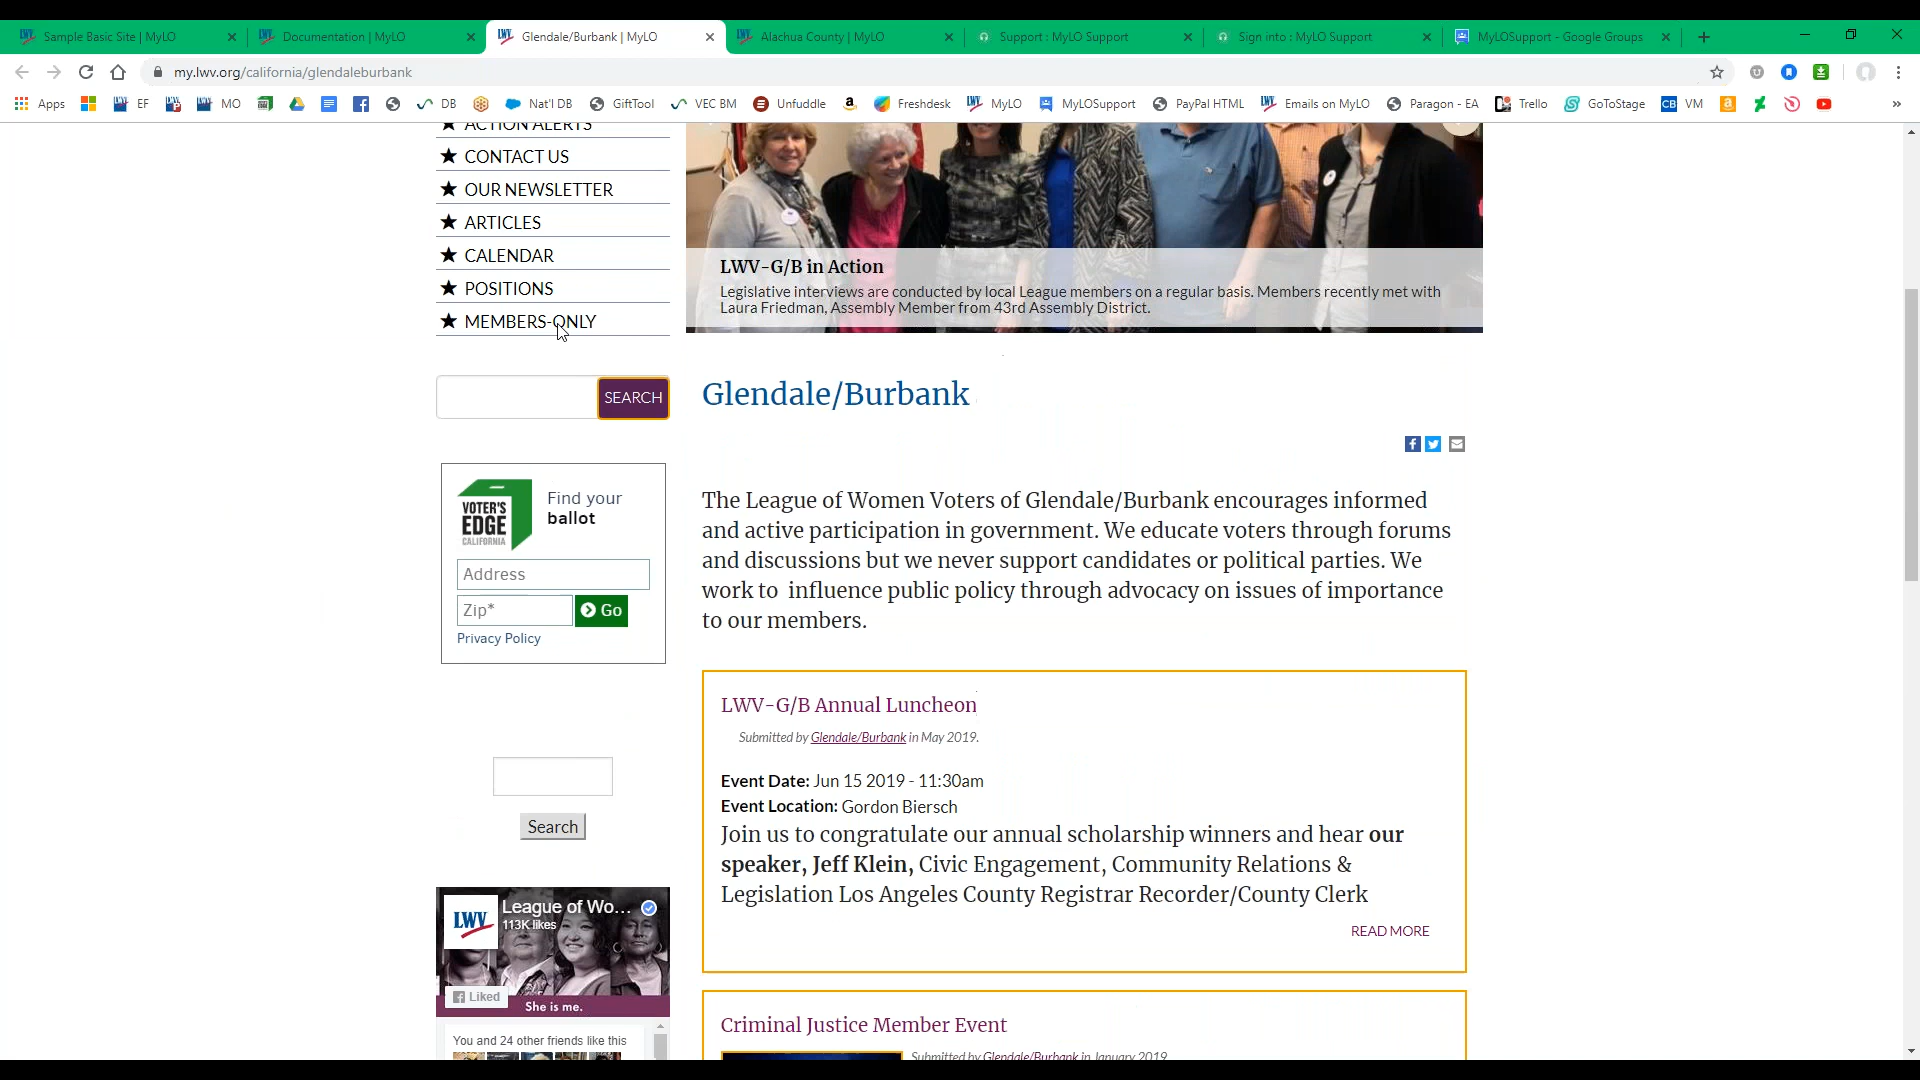 Sample Basic Site | MyLO
Documentation | MyLO
Glendale/Burbank | MyLO
Alachua County | MyLO
Support : MyLO Support
Sign into : MyLO Support
MyLOSupport - Google Groups
my.lwv.org/california/glendaleburbank
Apps EF MO DB Nat'l DB GiftTool VEC BM Unfuddle Freshdesk MyLO MyLOSupport PayPal HTML Emails on MyLO Paragon - EA Trello GoToStage CB VM
ACTION ALERTS
CONTACT US
OUR NEWSLETTER
ARTICLES
CALENDAR
POSITIONS
MEMBERS-ONLY
SEARCH
VOTER'S
EDGE
CALIFORNIA
Find your
ballot
Address
Zip*
Go
Privacy Policy
Search
LWV
League of Wo...
113K likes
Liked
She is me.
You and 24 other friends like this
LWV-G/B in Action
Legislative interviews are conducted by local League members on a regular basis. Members recently met with
Laura Friedman, Assembly Member from 43rd Assembly District.
Glendale/Burbank
The League of Women Voters of Glendale/Burbank encourages informed
and active participation in government. We educate voters through forums
and discussions but we never support candidates or political parties. We
work to influence public policy through advocacy on issues of importance
to our members.
LWV-G/B Annual Luncheon
Submitted by Glendale/Burbank in May 2019.
Event Date: Jun 15 2019 - 11:30am
Event Location: Gordon Biersch
Join us to congratulate our annual scholarship winners and hear our
speaker, Jeff Klein, Civic Engagement, Community Relations &
Legislation Los Angeles County Registrar Recorder/County Clerk
READ MORE
Criminal Justice Member Event
Submitted by Glendale/Burbank in January 2019.